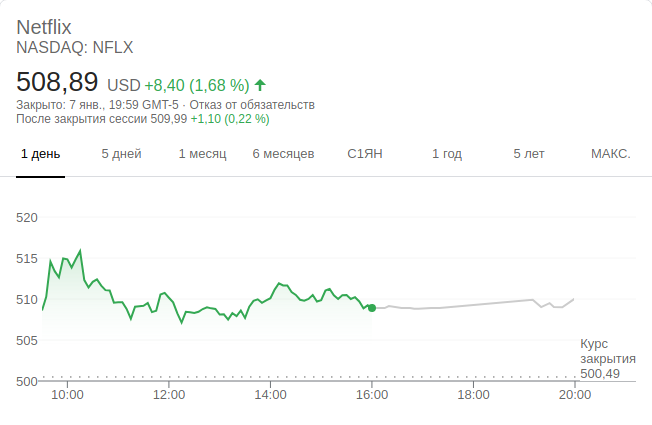 Netflix
NASDAQ: NFLX
508,89 USD +8,40 (1,68 %)
Закрыто: 7 янв., 19:59 GMT-5 · Отказ от обязательств
После закрытия сессии 509,99 +1,10 (0,22 %)
1 день 5 дней 1 месяц 6 месяцев С1ЯН 1 год 5 лет МАКС.
520
515
510
505
Курс
закрытия
500,49
500
10:00 12:00 14:00 16:00 18:00 20:00